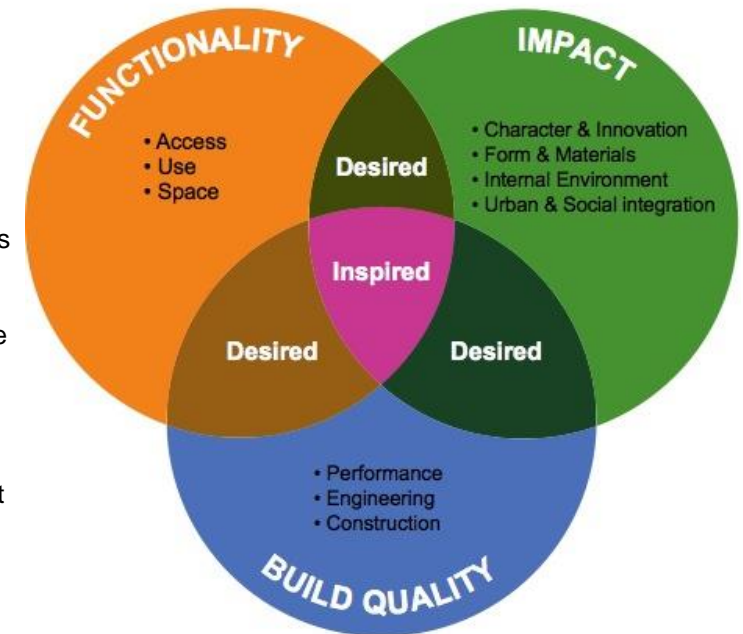 FUNCTIONALITY
• Access
• Use
• Space
IMPACT
• Character & Innovation
• Form & Materials
• Internal Environment
• Urban & Social integration
Desired
Inspired
Desired
Desired
• Performance
• Engineering
• Construction
BUILD QUALITY
s
e
t